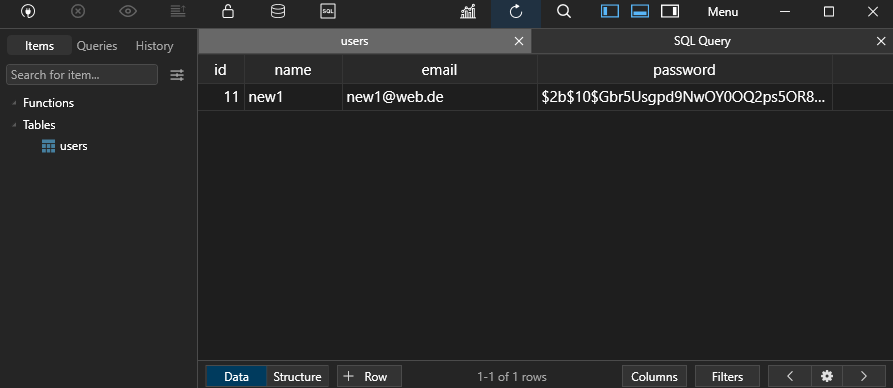 SQL
Menu
Items Queries History
users
SQL Query
Search for item...
id name email password
Functions
11 new1 new1@web.de $2b$10$Gbr5Usgpd9NwOY0OQ2ps5OR8...
Tables
users
Data Structure + Row 1-1 of 1 rows Columns Filters